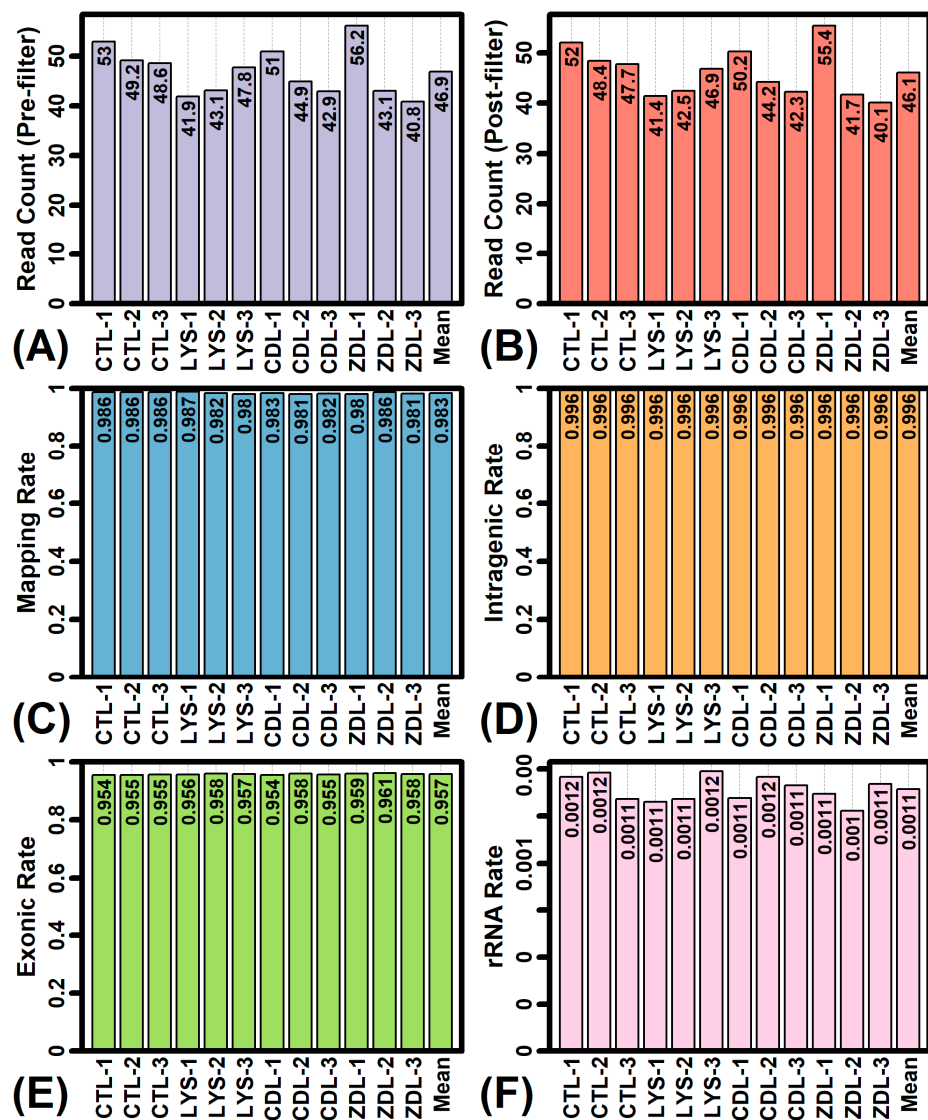 Read Count (Pre-filter)
0 10 20 30 40 50
53 49.2 48.6 41.9 43.1 47.8 51 44.9 42.9 56.2 43.1 40.8 46.9
CTL-1 CTL-2 CTL-3 LYS-1 LYS-2 LYS-3 CDL-1 CDL-2 CDL-3 ZDL-1 ZDL-2 ZDL-3 Mean
(A)
Read Count (Post-filter)
0 10 20 30 40 50
52 48.4 47.7 41.4 42.5 46.9 50.2 44.2 42.3 55.4 41.7 40.1 46.1
CTL-1 CTL-2 CTL-3 LYS-1 LYS-2 LYS-3 CDL-1 CDL-2 CDL-3 ZDL-1 ZDL-2 ZDL-3 Mean
(B)
Mapping Rate
0 0.2 0.4 0.6 0.8 1
0.986 0.986 0.986 0.987 0.982 0.98 0.983 0.981 0.982 0.98 0.986 0.981 0.983
CTL-1 CTL-2 CTL-3 LYS-1 LYS-2 LYS-3 CDL-1 CDL-2 CDL-3 ZDL-1 ZDL-2 ZDL-3 Mean
(C)
Intragenic Rate
0 0.2 0.4 0.6 0.8 1
0.996 0.996 0.996 0.996 0.996 0.996 0.996 0.996 0.996 0.996 0.996 0.996 0.996
CTL-1 CTL-2 CTL-3 LYS-1 LYS-2 LYS-3 CDL-1 CDL-2 CDL-3 ZDL-1 ZDL-2 ZDL-3 Mean
(D)
Exonic Rate
0 0.2 0.4 0.6 0.8 1
0.954 0.955 0.955 0.956 0.958 0.957 0.954 0.958 0.955 0.959 0.961 0.958 0.957
CTL-1 CTL-2 CTL-3 LYS-1 LYS-2 LYS-3 CDL-1 CDL-2 CDL-3 ZDL-1 ZDL-2 ZDL-3 Mean
(E)
rRNA Rate
0 0 0 0.001 0.00
0.0012 0.0012 0.0011 0.0011 0.0011 0.0012 0.0011 0.0012 0.0011 0.0011 0.001 0.0011 0.0011
CTL-1 CTL-2 CTL-3 LYS-1 LYS-2 LYS-3 CDL-1 CDL-2 CDL-3 ZDL-1 ZDL-2 ZDL-3 Mean
(F)